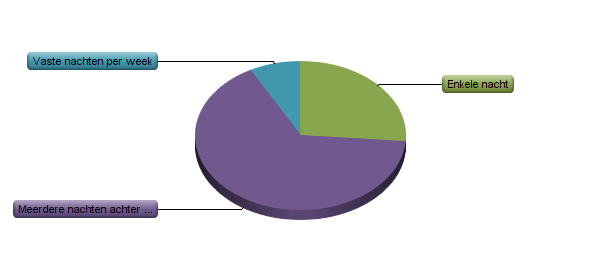 Vaste nachten per week
Enkele nacht
Meerdere nachten achter ...